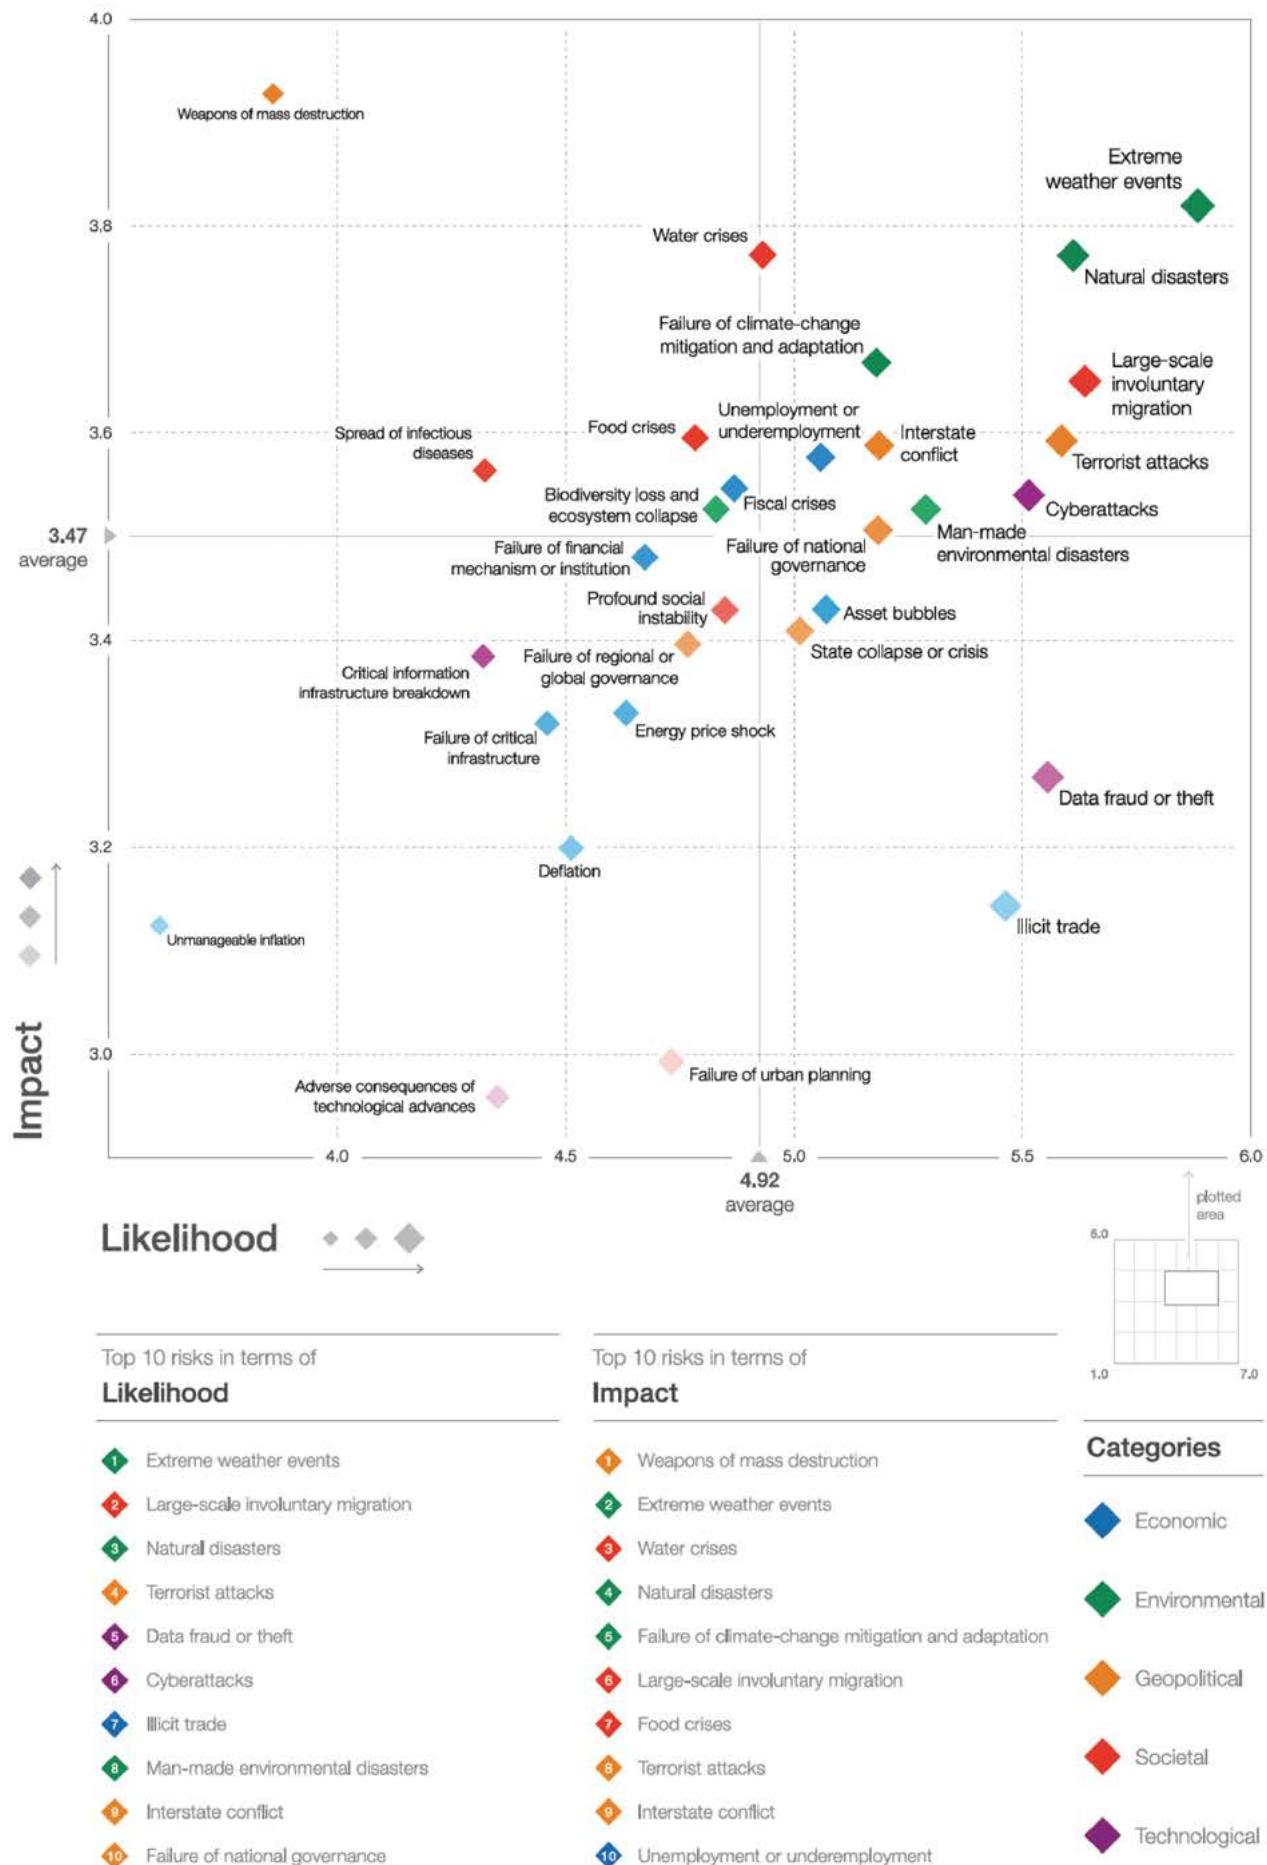 4.0
Weapons of mass destruction
Extreme
weather events
3.8
Water crises
Natural disasters
Failure of climate-change
mitigation and adaptation
Large-scale
involuntary
migration
Unemployment or
underemployment
3.6
Food crises
Interstate
conflict
Spread of infectious
diseases
Terrorist attacks
Biodiversity loss and
ecosystem collapse
Fiscal crises
Cyberattacks
3.47
average
Failure of financial
mechanism or institution
Failure of national
governance
Man-made
environmental disasters
Profound social
instability
Asset bubbles
3.4
State collapse or crisis
Failure of regional or
global governance
Critical information
infrastructure breakdown
Energy price shock
Failure of critical
infrastructure
Data fraud or theft
3.2
Deflation
Illicit trade
Unmanageable inflation
Impact
3.0
Failure of urban planning
Adverse consequences of
technological advances
4.0
4.5
5.0
5.5
6.0
4.92
average
plotted
area
Likelihood
5.0
1.0
7.0
Top 10 risks in terms of
Likelihood
1 Extreme weather events
2 Large-scale involuntary migration
3 Natural disasters
4 Terrorist attacks
5 Data fraud or theft
6 Cyberattacks
7 Illicit trade
8 Man-made environmental disasters
9 Interstate conflict
10 Failure of national governance
Top 10 risks in terms of
Impact
1 Weapons of mass destruction
2 Extreme weather events
3 Water crises
4 Natural disasters
5 Failure of climate-change mitigation and adaptation
6 Large-scale involuntary migration
7 Food crises
8 Terrorist attacks
9 Interstate conflict
10 Unemployment or underemployment
Categories
Economic
Environmental
Geopolitical
Societal
Technological